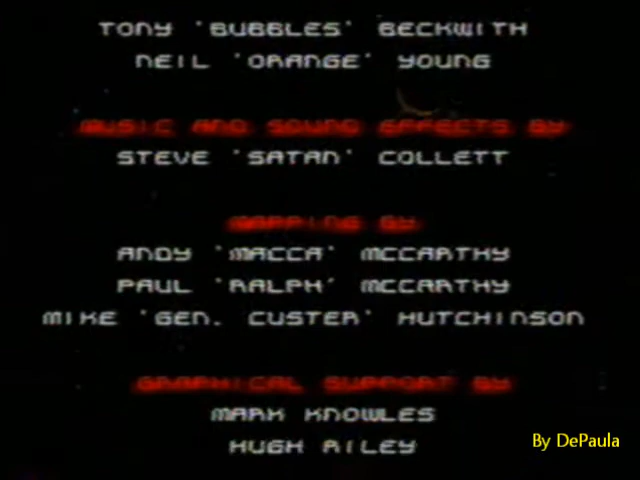 TONY 'BUBBLES' BECKWITH
NEIL 'ORANGE' YOUNG
MUSIC AND SOUND EFFECTS BY
STEVE 'SATAN' COLLETT
MAPPING BY
ANDY 'MACCA' MCCARTHY
PAUL 'RALPH' MCCARTHY
MIKE 'GEN. CUSTER' HUTCHINSON
GRAPHICAL SUPPORT BY
MARK KNOWLES
HUGH RILEY
By DePaula